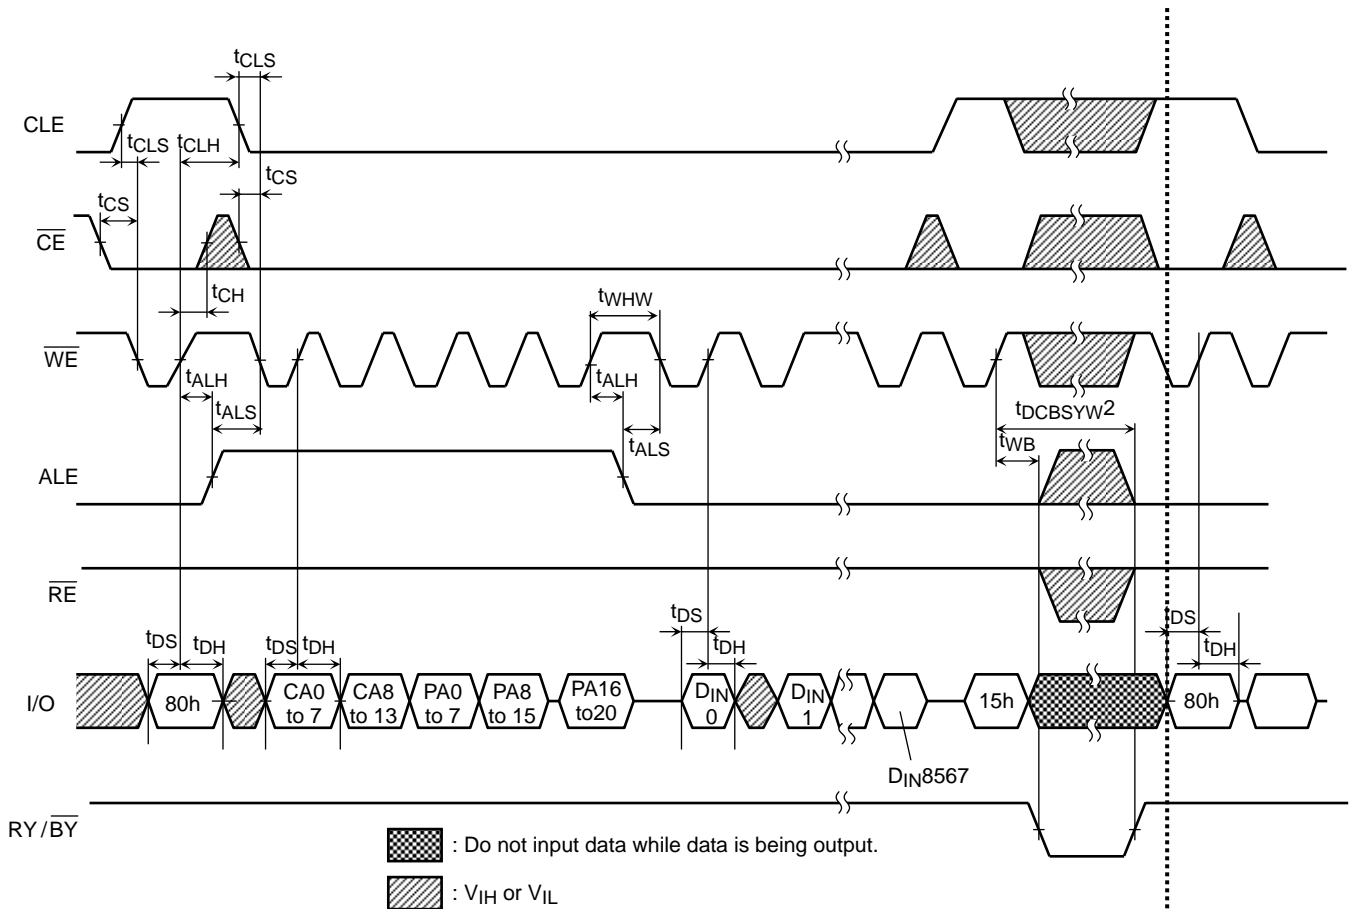 tCLS
CLE
tCLS
tCLH
tCS
tCS
CE
tCH
tWHW
WE
tALH
tALH
tALS
tDCBSYW2
tALS
tWB
ALE
RE
tDS
tDH
tDS
tDH
tDS
tDH
DS
tDH
I/O
80h
CA0
to 7
CA8
to 13
PA0
to 7
PA8
to 15
PA16
to20
DIN
0
DIN
1
15h
80h
DIN8567
RY/BY
: Do not input data while data is being output.
: VIH or VIL